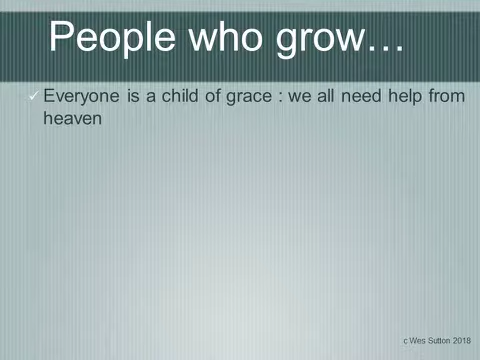 People who grow…
✓ Everyone is a child of grace : we all need help from
heaven
c Wes Sutton 2018